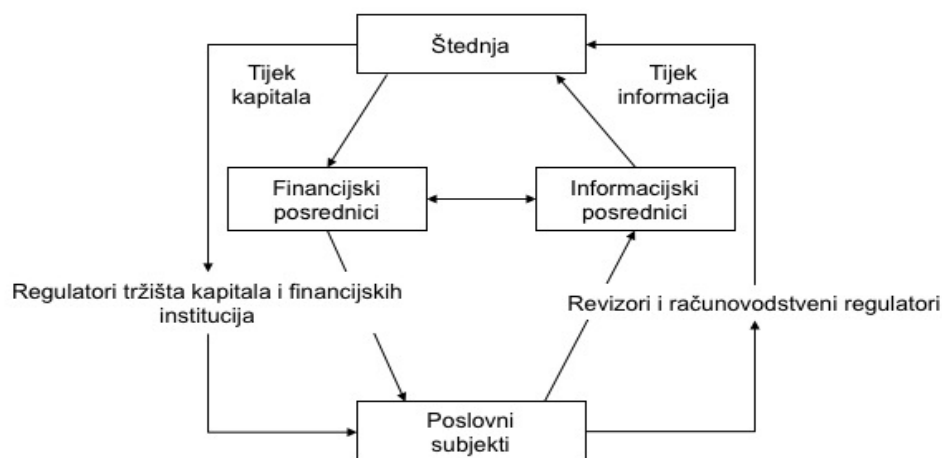 Štednja
Tijek
kapitala
Tijek
informacija
Financijski
posrednici
Informacijski
posrednici
Regulatori tržišta kapitala i financijskih
institucija
Revizori i računovodstveni regulatori
Poslovni
subjekti